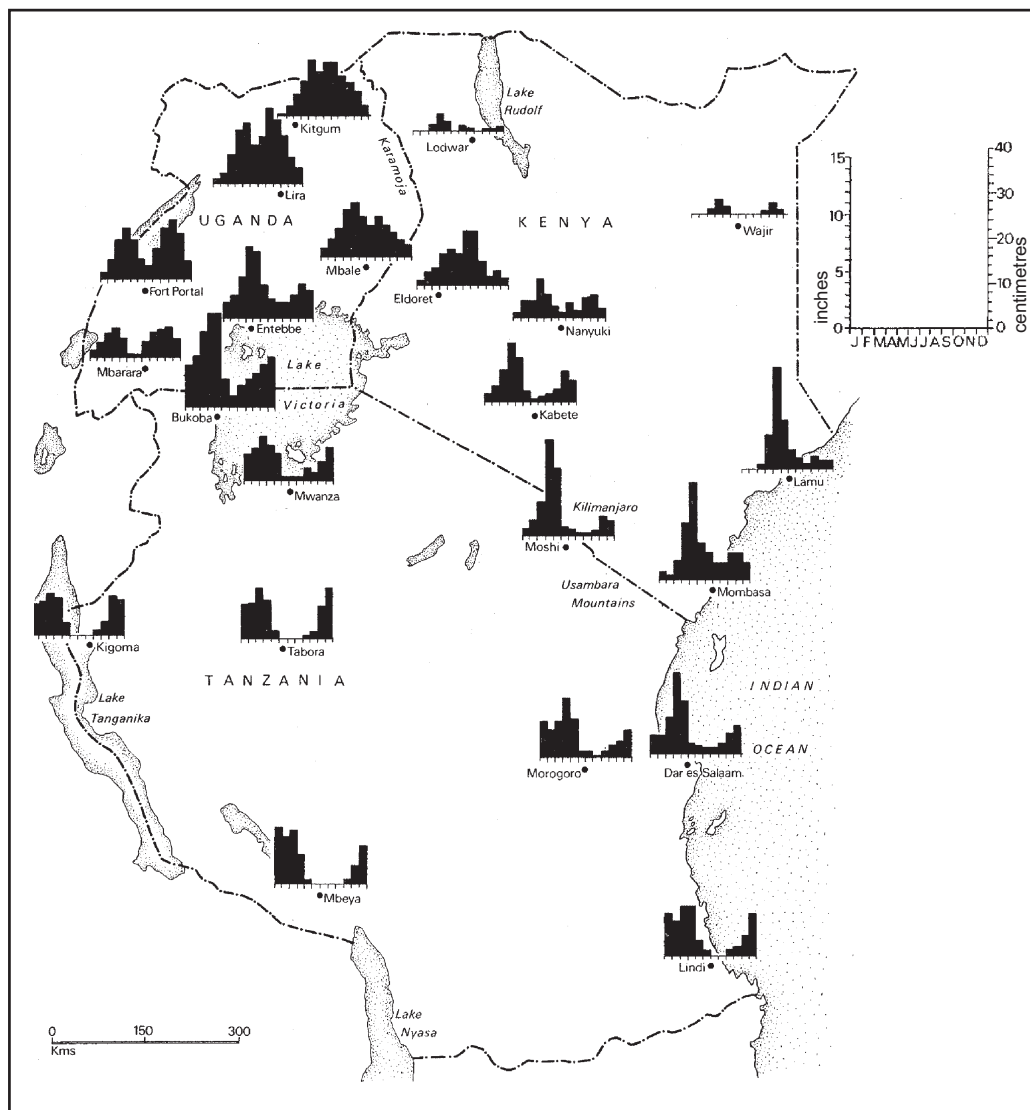 Lake
Rudolf
Kitgum
Lodwar
Karamoja
Lira
UGANDA
KENYA
Wajir
15
10
5
0
inches
40
30
20
10
0
centimetres
J F M A M J J A S O N D
Mbale
Fort Portal
Eldoret
Entebbe
Nanyuki
Mbarara
Lake
Victoria
Bukoba
Kabete
Mwanza
Lamu
Kilimanjaro
Moshi
Usambara
Mountains
Mombasa
Kigoma
Tabora
TANZANIA
INDIAN
OCEAN
Lake
Tanganika
Morogoro
Dar es Salaam
Mbeya
Lindi
Lake
Nyasa
0 150 300
Kms